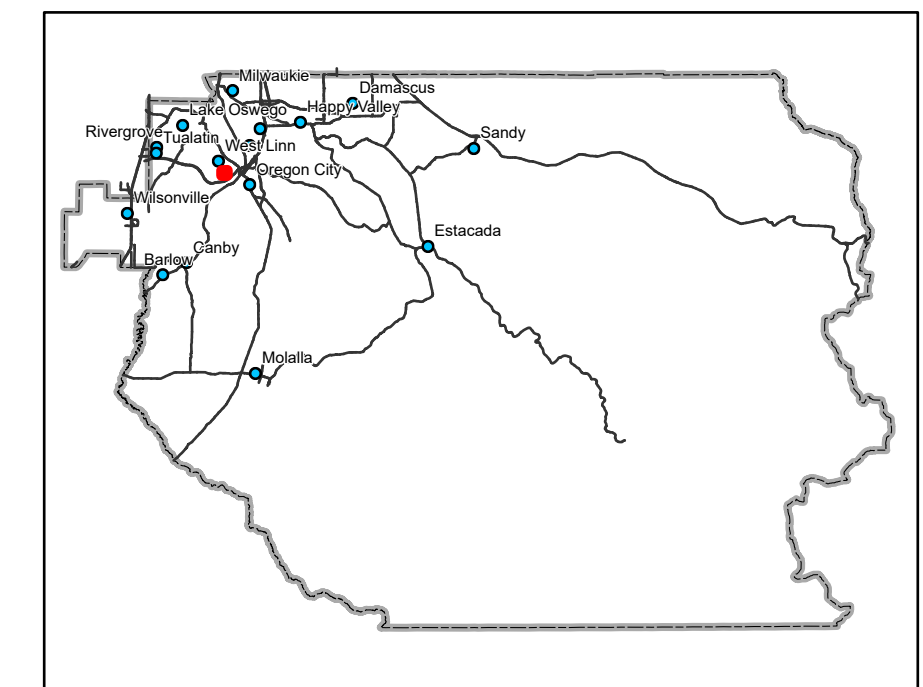 Milwaukie
Damascus
Lake Oswego
Happy Valley
Rivergrove
Tualatin
Sandy
West Linn
Oregon City
Wilsonville
Estacada
Canby
Barlow
Molalla